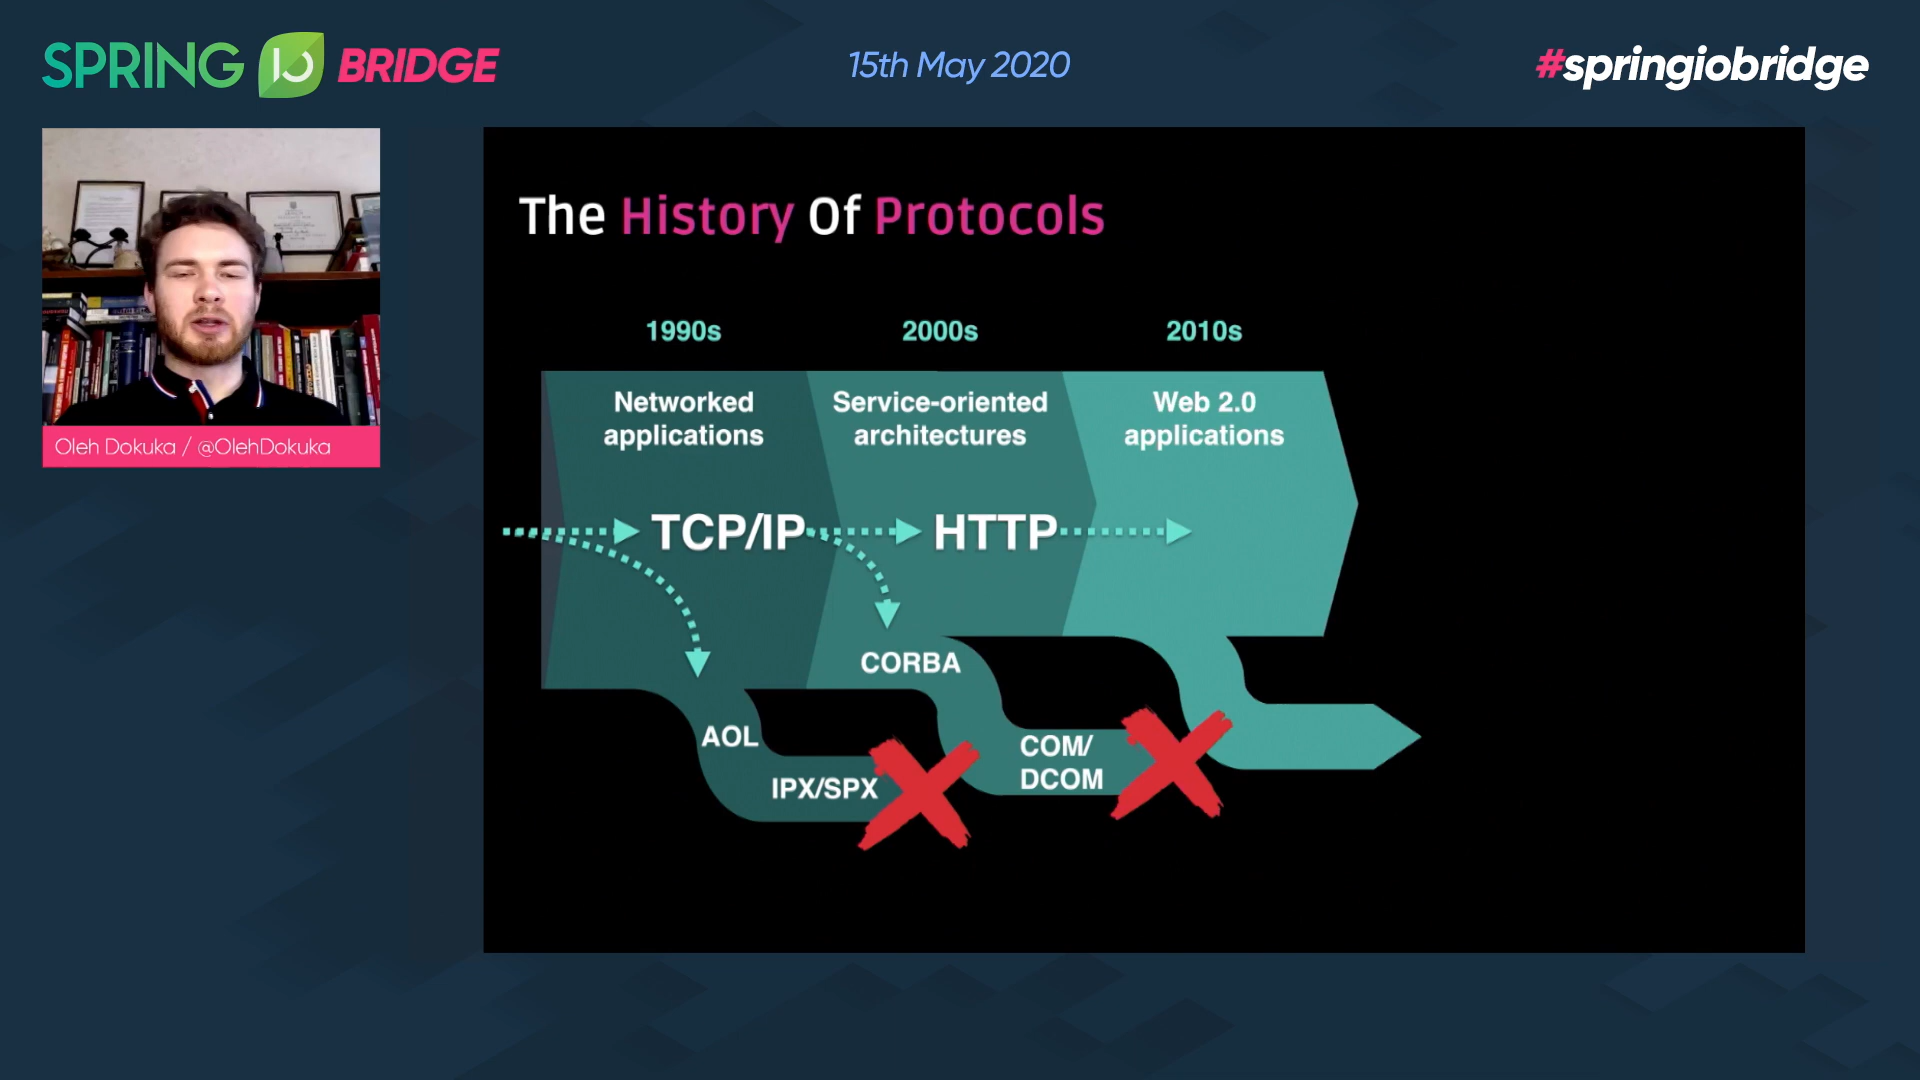 SPRING IO BRIDGE
15th May 2020
#springiobridge
Oleh Dokuka / @OlehDokuka
The History Of Protocols
1990s
2000s
2010s
Networked
applications
Service-oriented
architectures
Web 2.0
applications
TCP/IP
HTTP
CORBA
AOL
IPX/SPX
COM/
DCOM